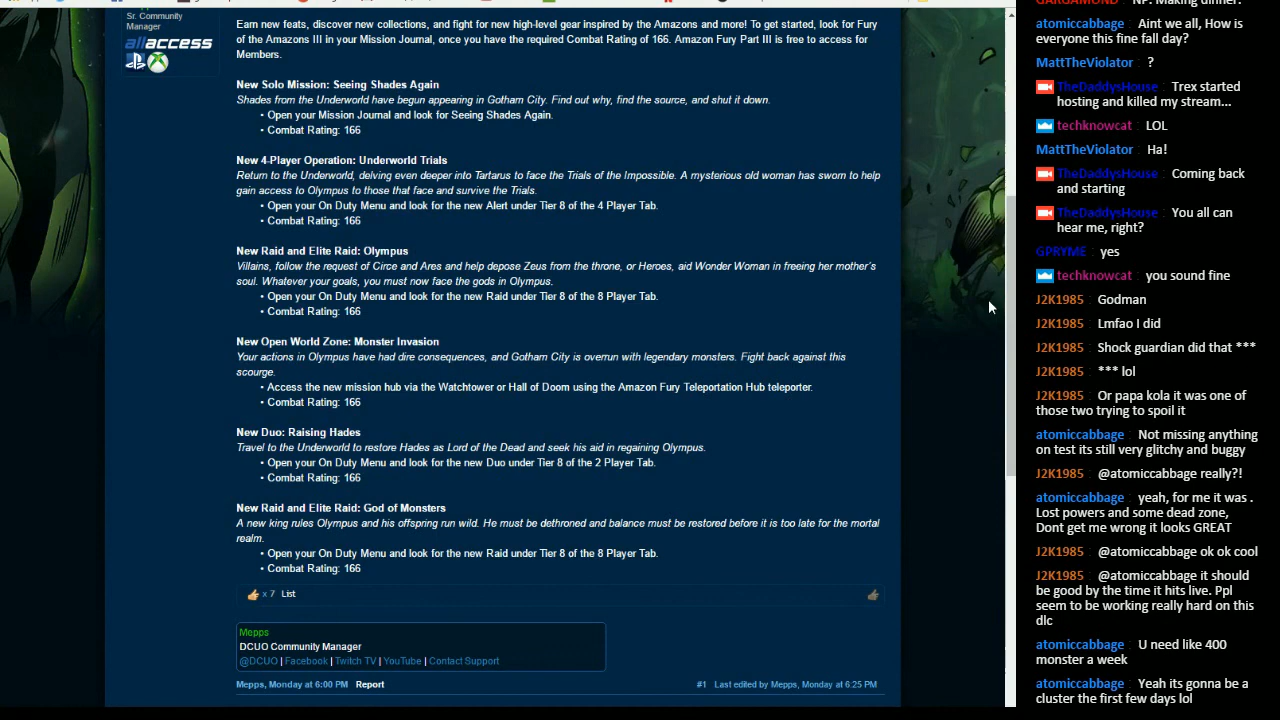 Sr. Community
Manager
allaccess
Earn new feats, discover new collections, and fight for new high-level gear inspired by the Amazons and more! To get started, look for Fury
of the Amazons III in your Mission Journal, once you have the required Combat Rating of 166. Amazon Fury Part III is free to access for
Members.
New Solo Mission: Seeing Shades Again
Shades from the Underworld have begun appearing in Gotham City. Find out why, find the source, and shut it down.
• Open your Mission Journal and look for Seeing Shades Again.
• Combat Rating: 166
New 4-Player Operation: Underworld Trials
Return to the Underworld, delving even deeper into Tartarus to face the Trials of the Impossible. A mysterious old woman has sworn to help
gain access to Olympus to those that face and survive the Trials.
• Open your On Duty Menu and look for the new Alert under Tier 8 of the 4 Player Tab.
• Combat Rating: 166
New Raid and Elite Raid: Olympus
Villains, follow the request of Circe and Ares and help depose Zeus from the throne, or Heroes, aid Wonder Woman in freeing her mother's
soul. Whatever your goals, you must now face the gods in Olympus.
• Open your On Duty Menu and look for the new Raid under Tier 8 of the 8 Player Tab.
• Combat Rating: 166
New Open World Zone: Monster Invasion
Your actions in Olympus have had dire consequences, and Gotham City is overrun with legendary monsters. Fight back against this
scourge.
• Access the new mission hub via the Watchtower or Hall of Doom using the Amazon Fury Teleportation Hub teleporter.
• Combat Rating: 166
New Duo: Raising Hades
Travel to the Underworld to restore Hades as Lord of the Dead and seek his aid in regaining Olympus.
• Open your On Duty Menu and look for the new Duo under Tier 8 of the 2 Player Tab.
• Combat Rating: 166
New Raid and Elite Raid: God of Monsters
A new king rules Olympus and his offspring run wild. He must be dethroned and balance must be restored before it is too late for the mortal
realm.
• Open your On Duty Menu and look for the new Raid under Tier 8 of the 8 Player Tab.
• Combat Rating: 166
x 7 List
Mepps
DCUO Community Manager
@DCUO | Facebook | Twitch TV | YouTube | Contact Support
Mepps, Monday at 6:00 PM Report
#1 Last edited by Mepps, Monday at 6:25 PM
GARGAMOND : NP. Making dinner.
atomiccabbage : Aint we all, How is
everyone this fine fall day?
MattTheViolator : ?
TheDaddysHouse : Trex started
hosting and killed my stream...
techknowcat : LOL
MattTheViolator : Ha!
TheDaddysHouse : Coming back
and starting
TheDaddysHouse : You all can
hear me, right?
GPRYME : yes
techknowcat : you sound fine
J2K1985 : Godman
J2K1985 : Lmfao I did
J2K1985 : Shock guardian did that ***
J2K1985 : *** lol
J2K1985 : Or papa kola it was one of
those two trying to spoil it
atomiccabbage : Not missing anything
on test its still very glitchy and buggy
J2K1985 : @atomiccabbage really?!
atomiccabbage : yeah, for me it was .
Lost powers and some dead zone,
Dont get me wrong it looks GREAT
J2K1985 : @atomiccabbage ok ok cool
J2K1985 : @atomiccabbage it should
be good by the time it hits live. Ppl
seem to be working really hard on this
dlc
atomiccabbage : U need like 400
monster a week
atomiccabbage : Yeah its gonna be a
cluster the first few days lol